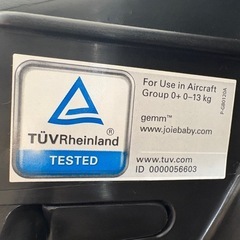 TÜVRheinland
®
TESTED
For Use in Aircraft
Group 0+ 0–13 kg
gemm™
www.joiebaby.com
www.tuv.com
ID 0000056603
P-GB0120A